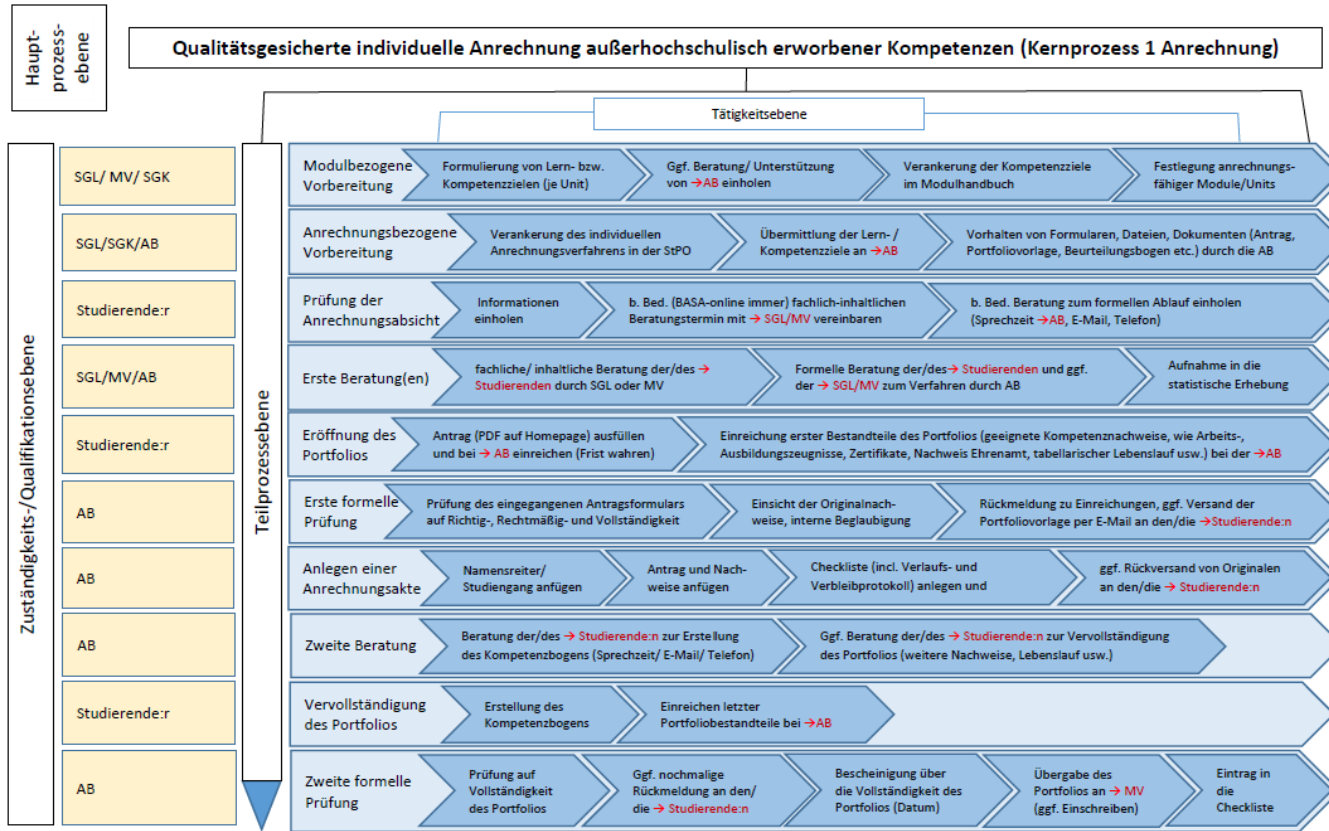 Haupt-
prozess-
ebene
Qualitätsgesicherte individuelle Anrechnung außerhochschulisch erworbener Kompetenzen (Kernprozess 1 Anrechnung)
Tätigkeitsebene
Zuständigkeits-/Qualifikationsebene
Teilprozessebene
SGL/ MV/ SGK
Modulbezogene
Vorbereitung
Formulierung von Lern- bzw.
Kompetenzzielen (je Unit)
Ggf. Beratung/ Unterstützung
von →AB einholen
Verankerung der Kompetenzziele
im Modulhandbuch
Festlegung anrechnungs-
fähiger Module/Units
SGL/SGK/AB
Anrechnungsbezogene
Vorbereitung
Verankerung des individuellen
Anrechnungsverfahrens in der StPO
Übermittlung der Lern- /
Kompetenzziele an →AB
Vorhalten von Formularen, Dateien, Dokumenten (Antrag,
Portfoliovorlage, Beurteilungsbogen etc.) durch die AB
Studierende:r
Prüfung der
Anrechnungsabsicht
Informationen
einholen
b. Bed. (BASA-online immer) fachlich-inhaltlichen
Beratungstermin mit → SGL/MV vereinbaren
b. Bed. Beratung zum formellen Ablauf einholen
(Sprechzeit →AB, E-Mail, Telefon)
SGL/MV/AB
Erste Beratung(en)
fachliche/ inhaltliche Beratung der/des →
Studierenden durch SGL oder MV
Formelle Beratung der/des→ Studierenden und ggf.
der → SGL/MV zum Verfahren durch AB
Aufnahme in die
statistische Erhebung
Studierende:r
Eröffnung des
Portfolios
Antrag (PDF auf Homepage) ausfüllen
und bei → AB einreichen (Frist wahren)
Einreichung erster Bestandteile des Portfolios (geeignete Kompetenznachweise, wie Arbeits-,
Ausbildungszeugnisse, Zertifikate, Nachweis Ehrenamt, tabellarischer Lebenslauf usw.) bei der →AB
AB
Erste formelle
Prüfung
Prüfung des eingegangenen Antragsformulars
auf Richtig-, Rechtmäßig- und Vollständigkeit
Einsicht der Originalnach-
weise, interne Beglaubigung
Rückmeldung zu Einreichungen, ggf. Versand der
Portfoliovorlage per E-Mail an den/die →Studierende:n
AB
Anlegen einer
Anrechnungsakte
Namensreiter/
Studiengang anfügen
Antrag und Nach-
weise anfügen
Checkliste (incl. Verlaufs- und
Verbleibprotokoll) anlegen und
ggf. Rückversand von Originalen
an den/die → Studierende:n
AB
Zweite Beratung
Beratung der/des → Studierende:n zur Erstellung
des Kompetenzbogens (Sprechzeit/ E-Mail/ Telefon)
Ggf. Beratung der/des → Studierende:n zur Vervollständigung
des Portfolios (weitere Nachweise, Lebenslauf usw.)
Studierende:r
Vervollständigung
des Portfolios
Erstellung des
Kompetenzbogens
Einreichen letzter
Portfoliobestandteile bei →AB
AB
Zweite formelle
Prüfung
Prüfung auf
Vollständigkeit
des Portfolios
Ggf. nochmalige
Rückmeldung an den/
die → Studierende:n
Bescheinigung über
die Vollständigkeit des
Portfolios (Datum)
Übergabe des
Portfolios an → MV
(ggf. Einschreiben)
Eintrag in
die
Checkliste